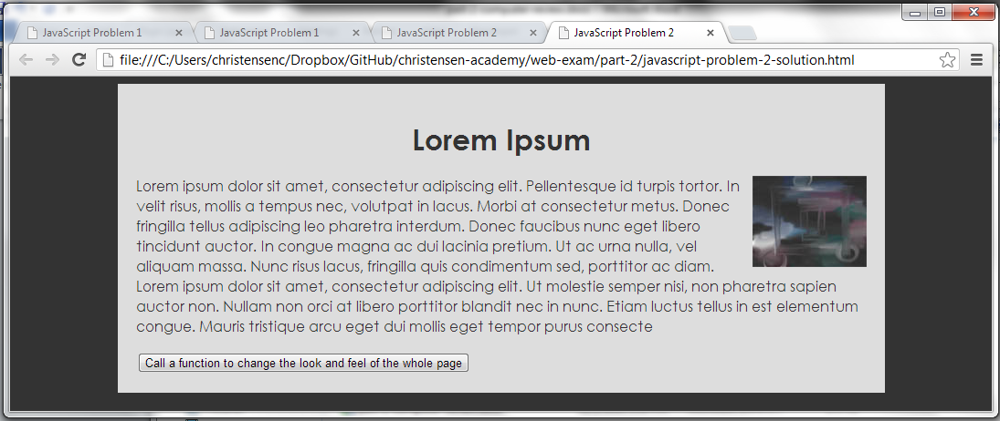 JavaScript Problem 1
JavaScript Problem 1
JavaScript Problem 2
JavaScript Problem 2
file:///C:/Users/christensenc/Dropbox/GitHub/christensen-academy/web-exam/part-2/javascript-problem-2-solution.html
Lorem Ipsum
Lorem ipsum dolor sit amet, consectetur adipiscing elit. Pellentesque id turpis tortor. In
velit risus, mollis a tempus nec, volutpat in lacus. Morbi at consectetur metus. Donec
fringilla tellus adipiscing leo pharetra interdum. Donec faucibus nunc eget libero
tincidunt auctor. In congue magna ac dui lacinia pretium. Ut ac urna nulla, vel
aliquam massa. Nunc risus lacus, fringilla quis condimentum sed, porttitor ac diam.
Lorem ipsum dolor sit amet, consectetur adipiscing elit. Ut molestie semper nisi, non pharetra sapien
auctor non. Nullam non orci at libero porttitor blandit nec in nunc. Etiam luctus tellus in est elementum
congue. Mauris tristique arcu eget dui mollis eget tempor purus consecte
Call a function to change the look and feel of the whole page